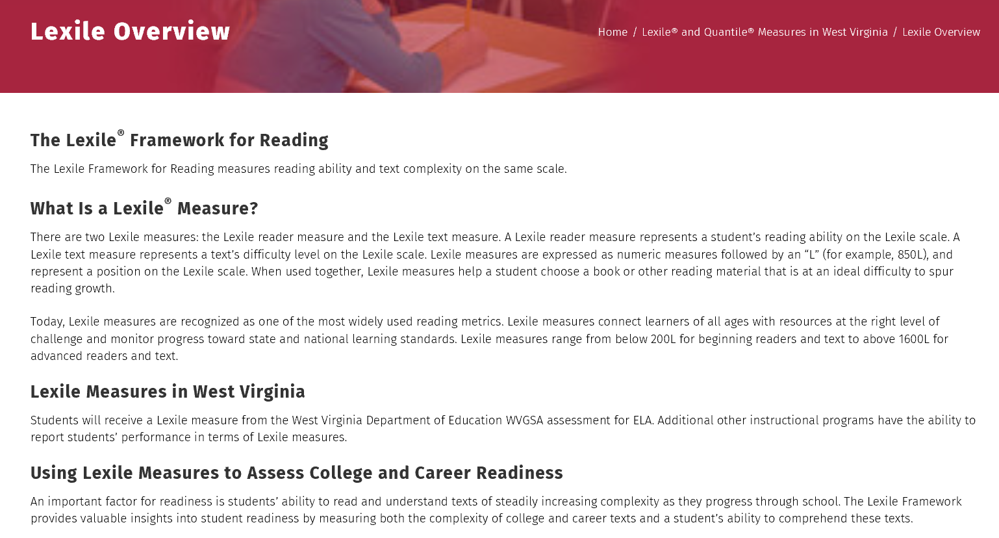 Lexile Overview
Home / Lexile® and Quantile® Measures in West Virginia / Lexile Overview
The Lexile® Framework for Reading
The Lexile Framework for Reading measures reading ability and text complexity on the same scale.
What Is a Lexile® Measure?
There are two Lexile measures: the Lexile reader measure and the Lexile text measure. A Lexile reader measure represents a student’s reading ability on the Lexile scale. A
Lexile text measure represents a text’s difficulty level on the Lexile scale. Lexile measures are expressed as numeric measures followed by an “L” (for example, 850L), and
represent a position on the Lexile scale. When used together, Lexile measures help a student choose a book or other reading material that is at an ideal difficulty to spur
reading growth.
Today, Lexile measures are recognized as one of the most widely used reading metrics. Lexile measures connect learners of all ages with resources at the right level of
challenge and monitor progress toward state and national learning standards. Lexile measures range from below 200L for beginning readers and text to above 1600L for
advanced readers and text.
Lexile Measures in West Virginia
Students will receive a Lexile measure from the West Virginia Department of Education WVGSA assessment for ELA. Additional other instructional programs have the ability to
report students’ performance in terms of Lexile measures.
Using Lexile Measures to Assess College and Career Readiness
An important factor for readiness is students’ ability to read and understand texts of steadily increasing complexity as they progress through school. The Lexile Framework
provides valuable insights into student readiness by measuring both the complexity of college and career texts and a student’s ability to comprehend these texts.